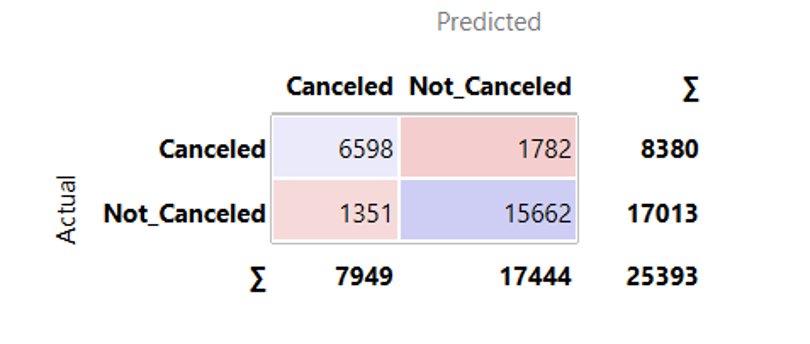 Predicted
Canceled Not_Canceled ∑
Canceled 6598 1782 8380
Actual
Not_Canceled 1351 15662 17013
∑ 7949 17444 25393